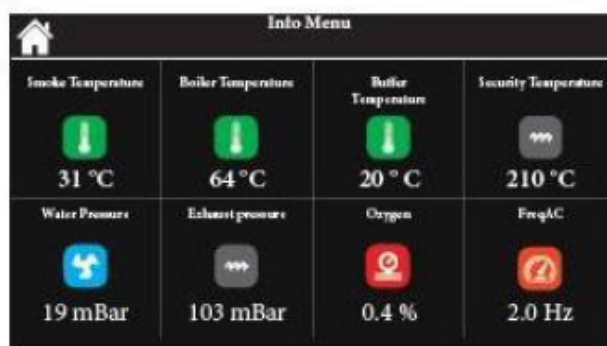 Info Menu
Smoke Temperature
Boiler Temperature
Buffer
Temperature
Security Temperature
31 °C
64 °C
20 ° C
210 °C
Water Pressure
Exhaust pressure
Oxygen
FreqAC
19 mBar
103 mBar
0.4 %
2.0 Hz